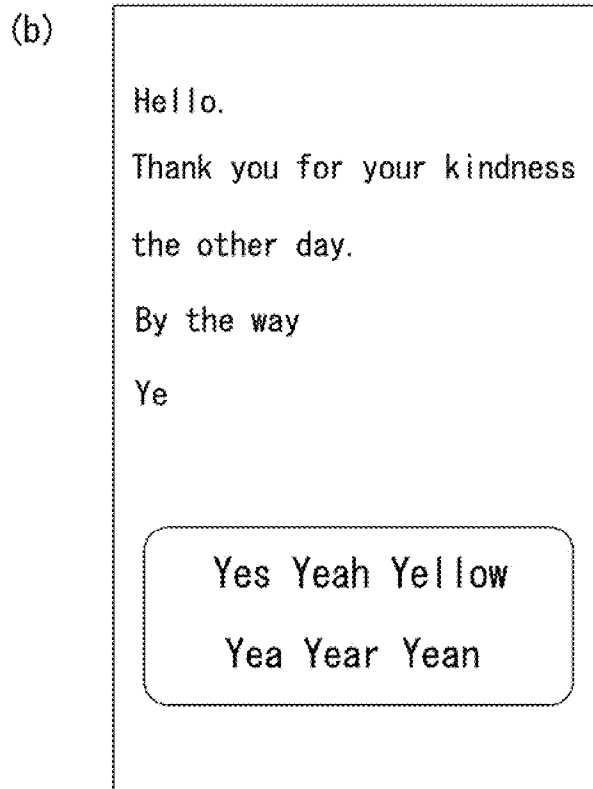 (b)
Hello.
Thank you for your kindness
the other day.
By the way
Ye
Yes Yeah Yellow
Yea Year Yean